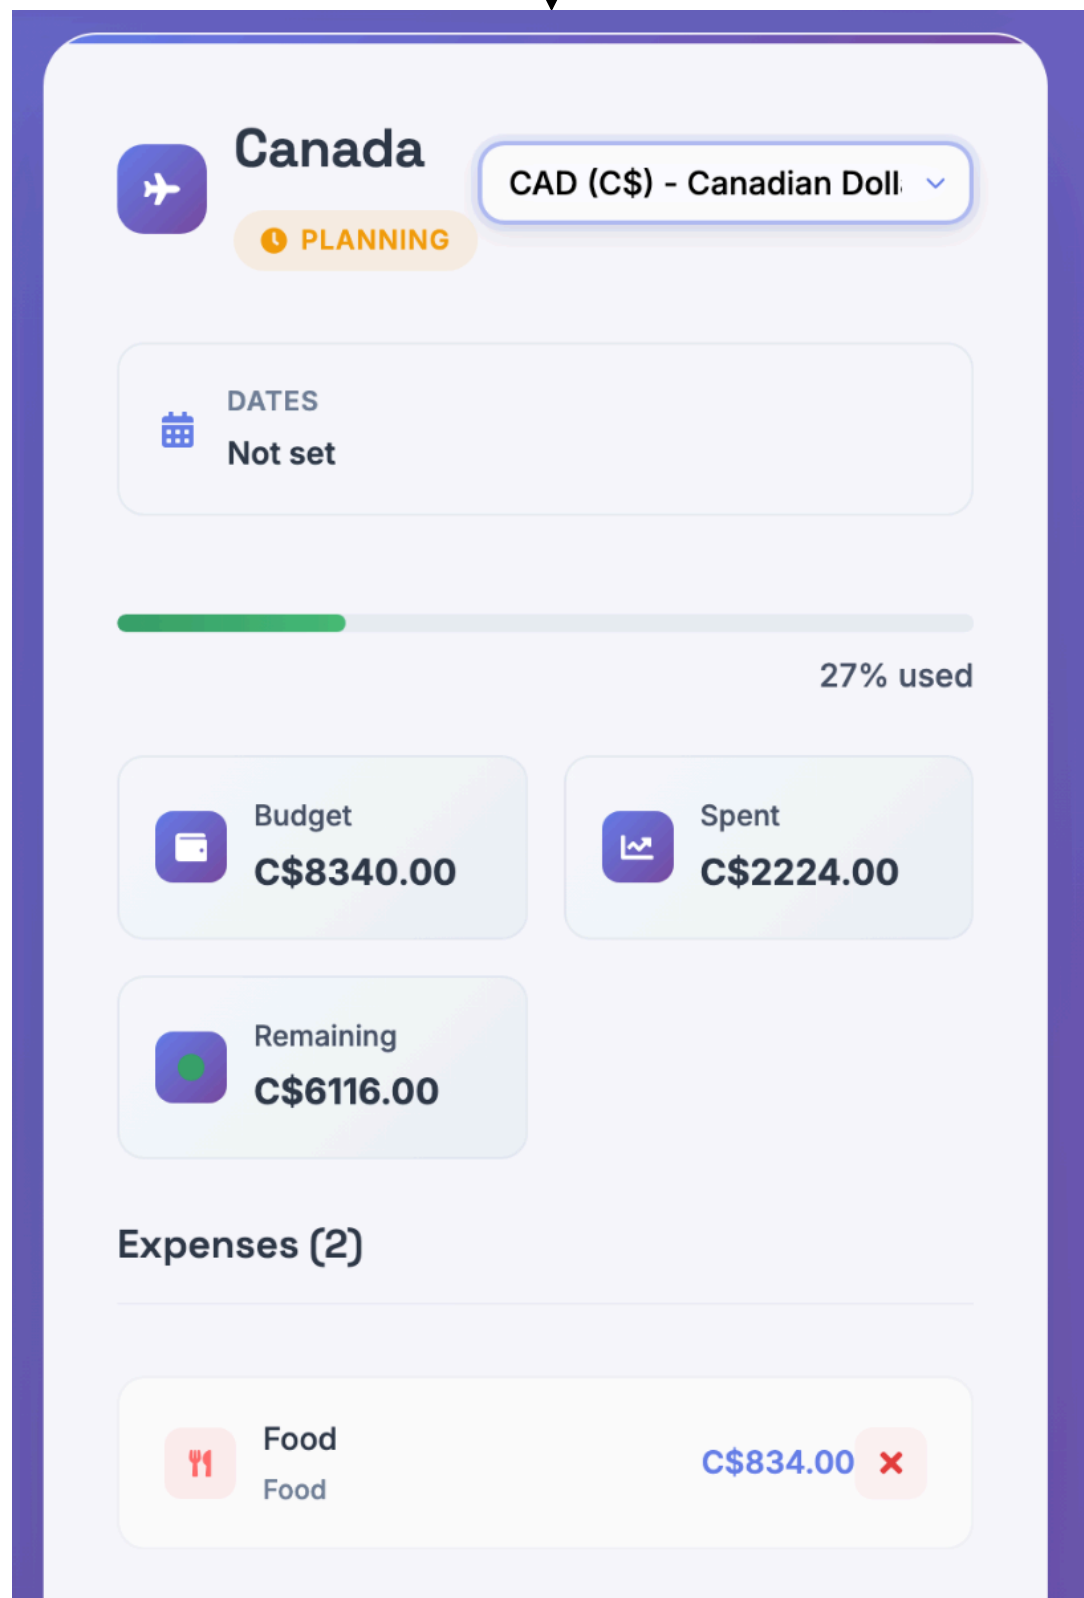 Canada
CAD (C$) - Canadian Doll
PLANNING
DATES
Not set
27% used
Budget
C$8340.00
Spent
C$2224.00
Remaining
C$6116.00
Expenses (2)
Food
Food
C$834.00